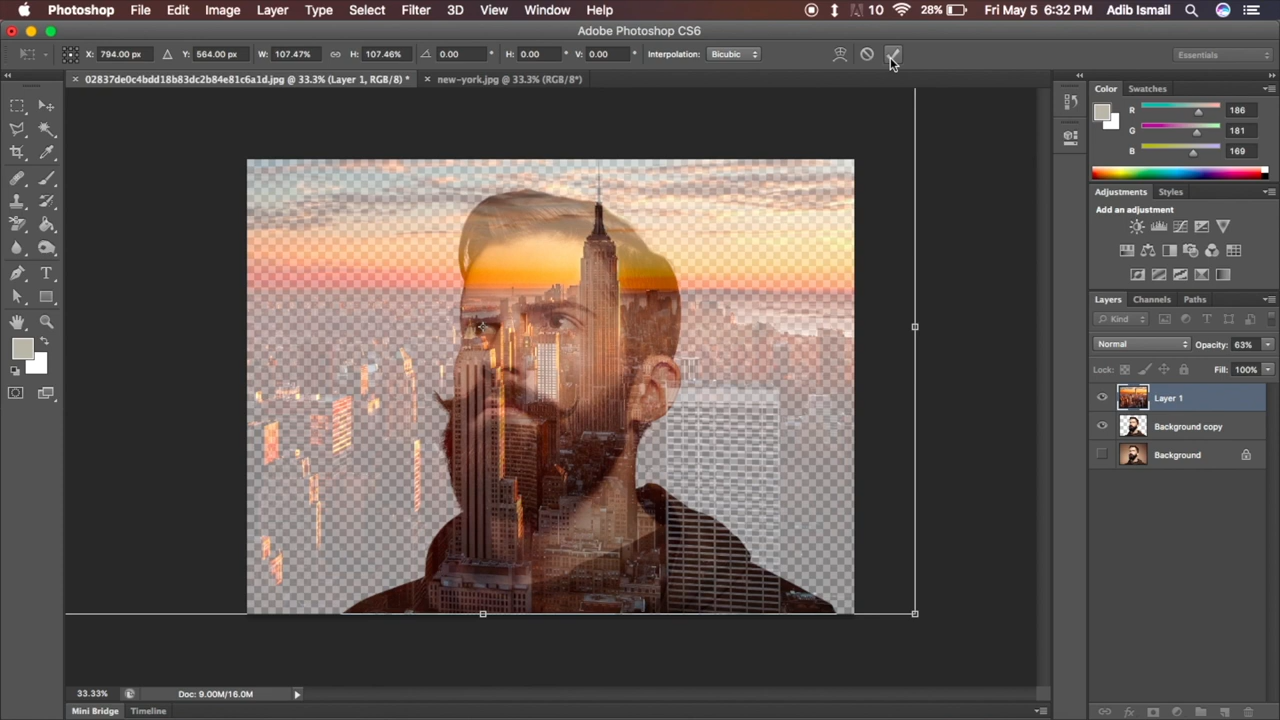 Photoshop File Edit Image Layer Type Select Filter 3D View Window Help 10 28% Fri May 5 6:32 PM Adib Ismail
Adobe Photoshop CS6
X: 794.00 px Y: 564.00 px W: 107.47% H: 107.46% 0.00 ° H: 0.00 ° V: 0.00 ° Interpolation: Bicubic Essentials
02837de0c4bdd18b83dc2b84e81c6a1d.jpg @ 33.3% (Layer 1, RGB/8) * new-york.jpg @ 33.3% (RGB/8*)
Color Swatches
R 186
G 181
B 169
Adjustments Styles
Add an adjustment
Layers Channels Paths
Kind
Normal Opacity: 63%
Lock: Fill: 100%
Layer 1
Background copy
Background
33.33% Doc: 9.00M/16.0M
Mini Bridge Timeline